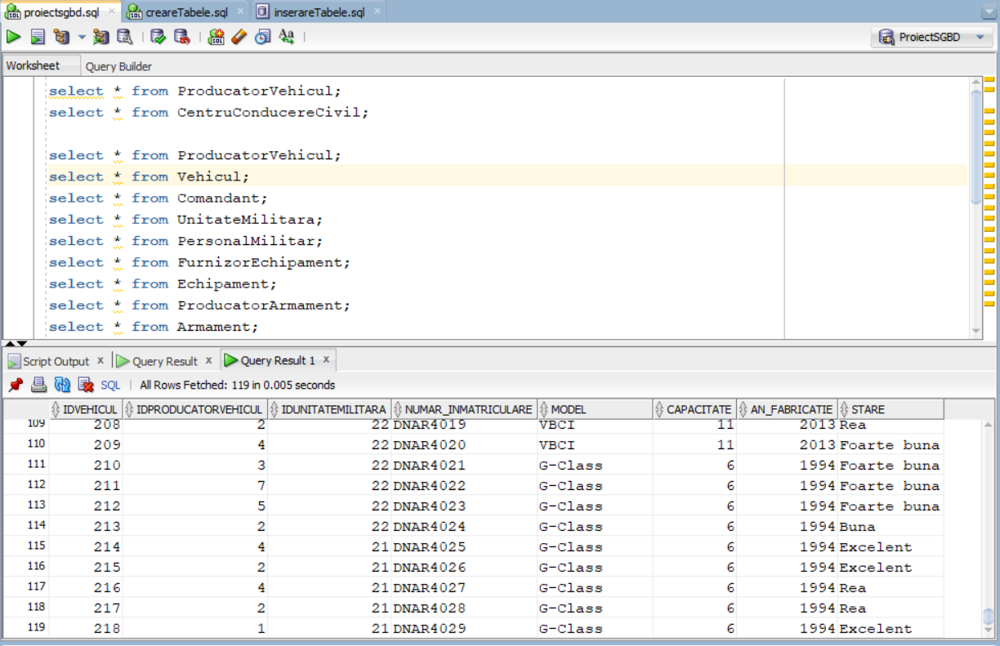 proiectsgbd.sql × creareTabele.sql × inserareTabele.sql ×
ProiectSGBD
Worksheet Query Builder
select * from ProducatorVehicul;
select * from CentruConducereCivil;
select * from ProducatorVehicul;
select * from Vehicul;
select * from Comandant;
select * from UnitateMilitara;
select * from PersonalMilitar;
select * from FurnizorEchipament;
select * from Echipament;
select * from ProducatorArmament;
select * from Armament;
Script Output × Query Result × Query Result 1 ×
SQL | All Rows Fetched: 119 in 0.005 seconds
IDVEHICUL IDPRODUCATORVEHICUL IDUNITATEMILITARA NUMAR_INMATRICULARE MODEL CAPACITATE AN_FABRICATIE STARE
109 208 2 22 DNAR4019 VBCI 11 2013 Rea
110 209 4 22 DNAR4020 VBCI 11 2013 Foarte buna
111 210 3 22 DNAR4021 G-Class 6 1994 Foarte buna
112 211 7 22 DNAR4022 G-Class 6 1994 Foarte buna
113 212 5 22 DNAR4023 G-Class 6 1994 Foarte buna
114 213 2 22 DNAR4024 G-Class 6 1994 Buna
115 214 4 21 DNAR4025 G-Class 6 1994 Excelent
116 215 2 21 DNAR4026 G-Class 6 1994 Excelent
117 216 4 21 DNAR4027 G-Class 6 1994 Rea
118 217 2 21 DNAR4028 G-Class 6 1994 Rea
119 218 1 21 DNAR4029 G-Class 6 1994 Excelent